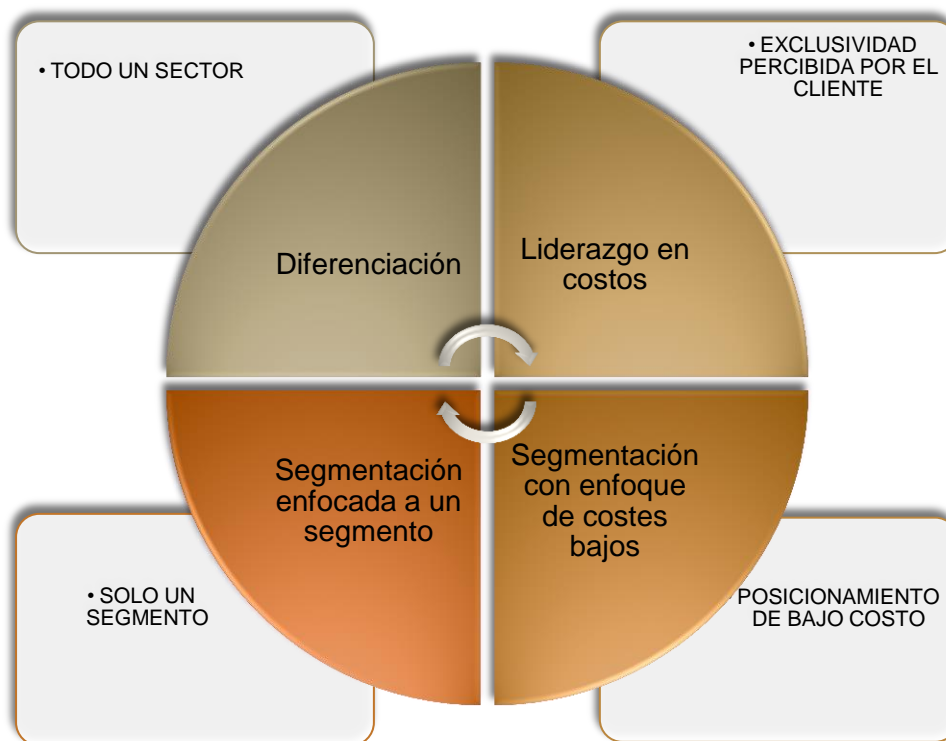 • TODO UN SECTOR
• EXCLUSIVIDAD
PERCIBIDA POR EL
CLIENTE
Diferenciación
Liderazgo en
costos
Segmentación
enfocada a un
segmento
Segmentación
con enfoque
de costes
bajos
• SOLO UN
SEGMENTO
• POSICIONAMIENTO
DE BAJO COSTO